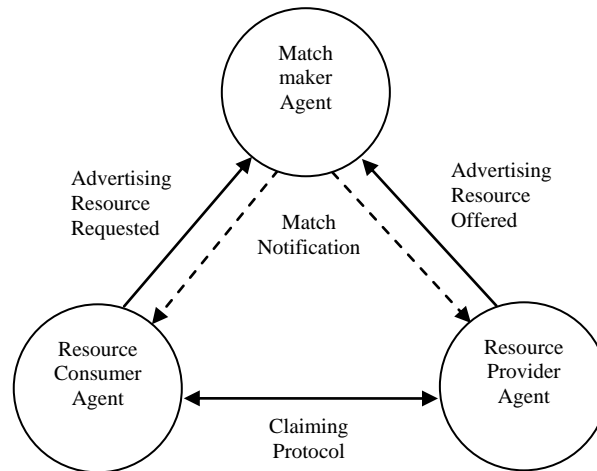 Match
maker
Agent
Advertising
Resource
Requested
Advertising
Resource
Offered
Match
Notification
Resource
Consumer
Agent
Resource
Provider
Agent
Claiming
Protocol